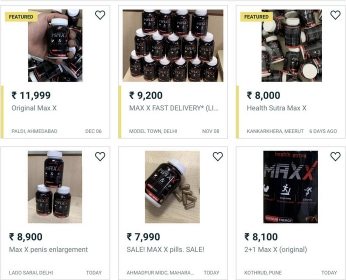 FEATURED
₹ 11,999
Original Max X
PALDI, AHMEDABAD DEC 06
₹ 9,200
MAX X FAST DELIVERY* (LI...
MODEL TOWN, DELHI NOV 08
FEATURED
₹ 8,000
Health Sutra Max X
KANKARKHERA, MEERUT 6 DAYS AGO
₹ 8,900
Max X penis enlargement
LADO SARAI, DELHI TODAY
₹ 7,990
SALE! MAX X pills. SALE!
AHMADPUR MIDC, MAHARA... TODAY
MAXX
₹ 8,100
2+1 Max X (original)
KOTHRUD, PUNE TODAY